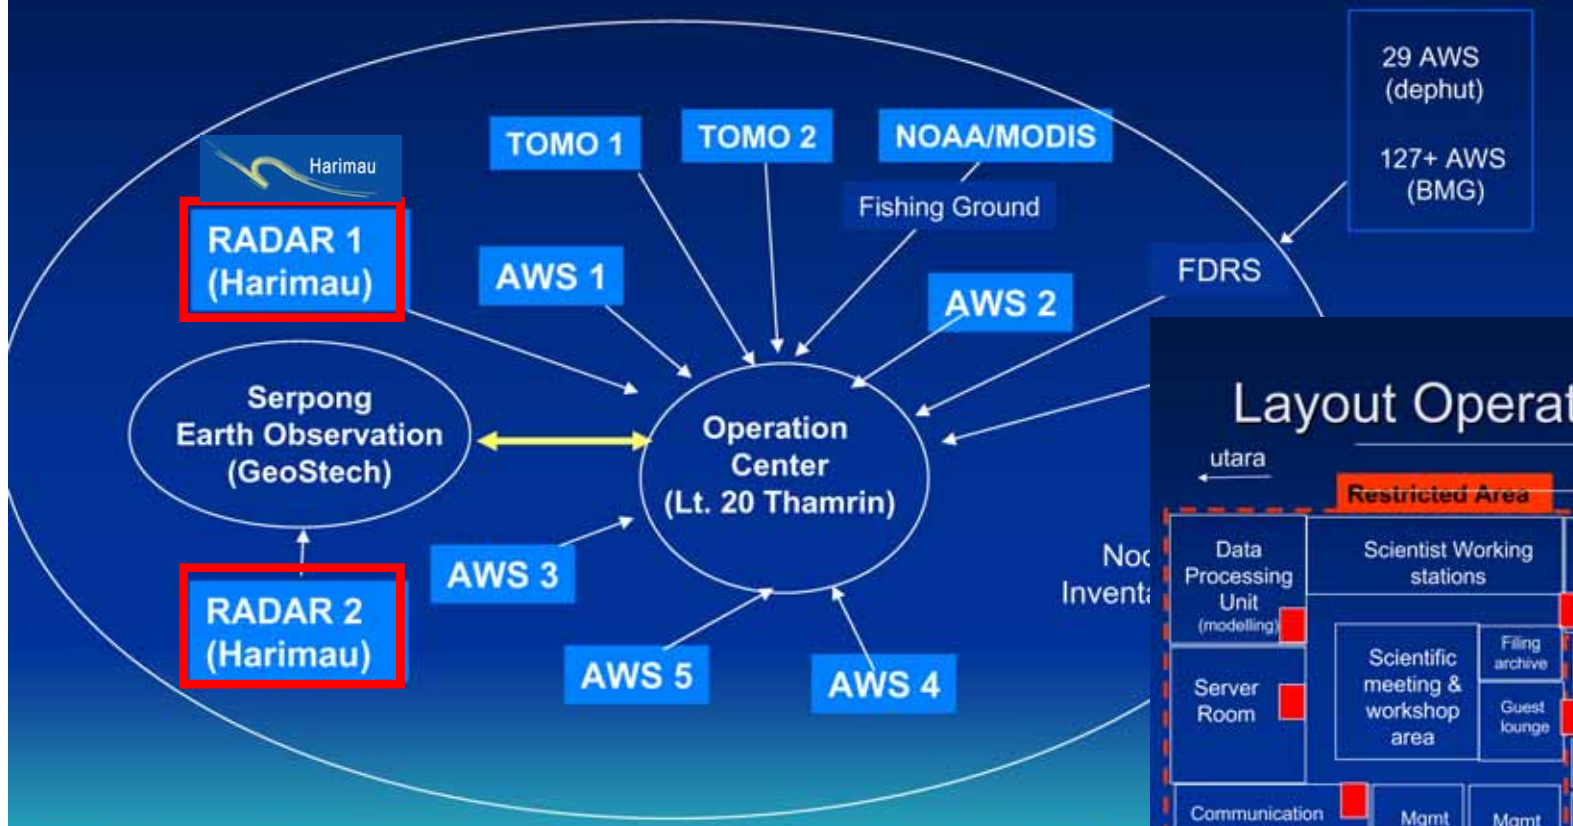 29 AWS
(dephut)
127+ AWS
(BMG)
TOMO 1
TOMO 2
NOAA/MODIS
Harimau
Fishing Ground
RADAR 1
(Harimau)
AWS 1
FDRS
AWS 2
Serpong
Earth Observation
(GeoStech)
Operation
Center
(Lt. 20 Thamrin)
AWS 3
RADAR 2
(Harimau)
AWS 5
AWS 4
Layout
utara
Restricted Area
Data
Processing
Unit
(modelling)
Scientist Working
stations
Scientific
meeting &
workshop
area
Filing
archive
Guest
lounge
Server
Room
Communication
Mgmt
Mgmt